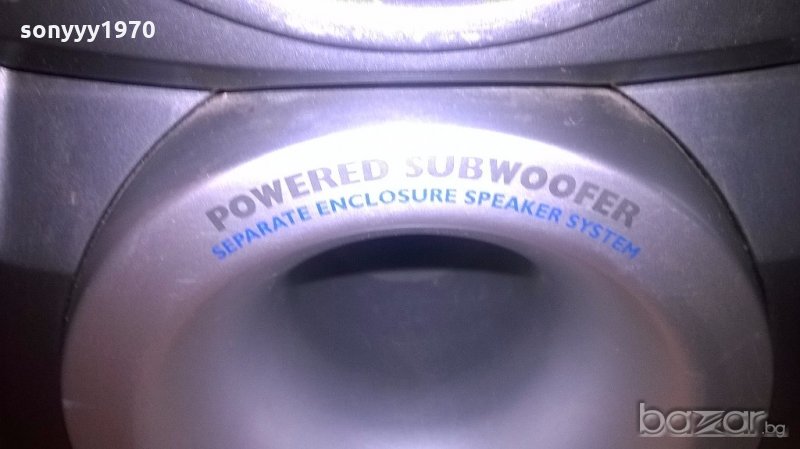 sonyyy1970
POWERED SUBWOOFER
SEPARATE ENCLOSURE SPEAKER SYSTEM
bazar.bg